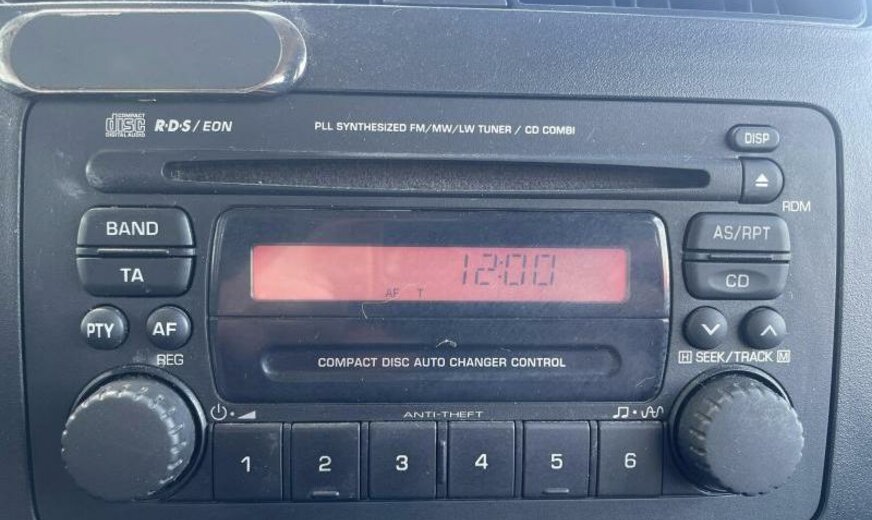 COMPACT
disc
DIGITAL AUDIO
R·D·S / EON
PLL SYNTHESIZED FM/MW/LW TUNER / CD COMBI
DISP
RDM
BAND
AS/RPT
12:00
TA
CD
AF T
PTY
AF
REG
COMPACT DISC AUTO CHANGER CONTROL
H SEEK/TRACK M
ANTI-THEFT
1
2
3
4
5
6